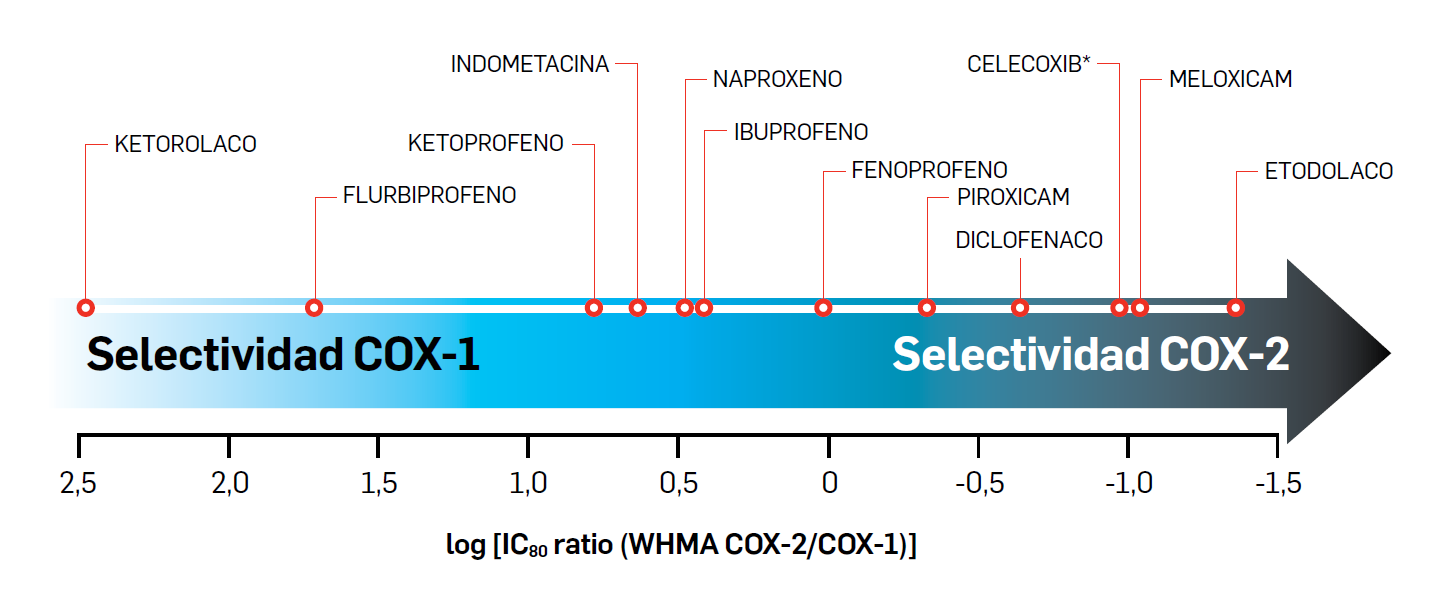 INDOMETACINA
CELECOXIB*
NAPROXENO
MELOXICAM
IBUPROFENO
KETOROLACO
KETOPROFENO
FENOPROFENO
ETODOLACO
FLURBIPROFENO
PIROXICAM
DICLOFENACO
Selectividad COX-1
Selectividad COX-2
2,5 2,0 1,5 1,0 0,5 0 -0,5 -1,0 -1,5
log [IC₈₀ ratio (WHMA COX-2/COX-1)]